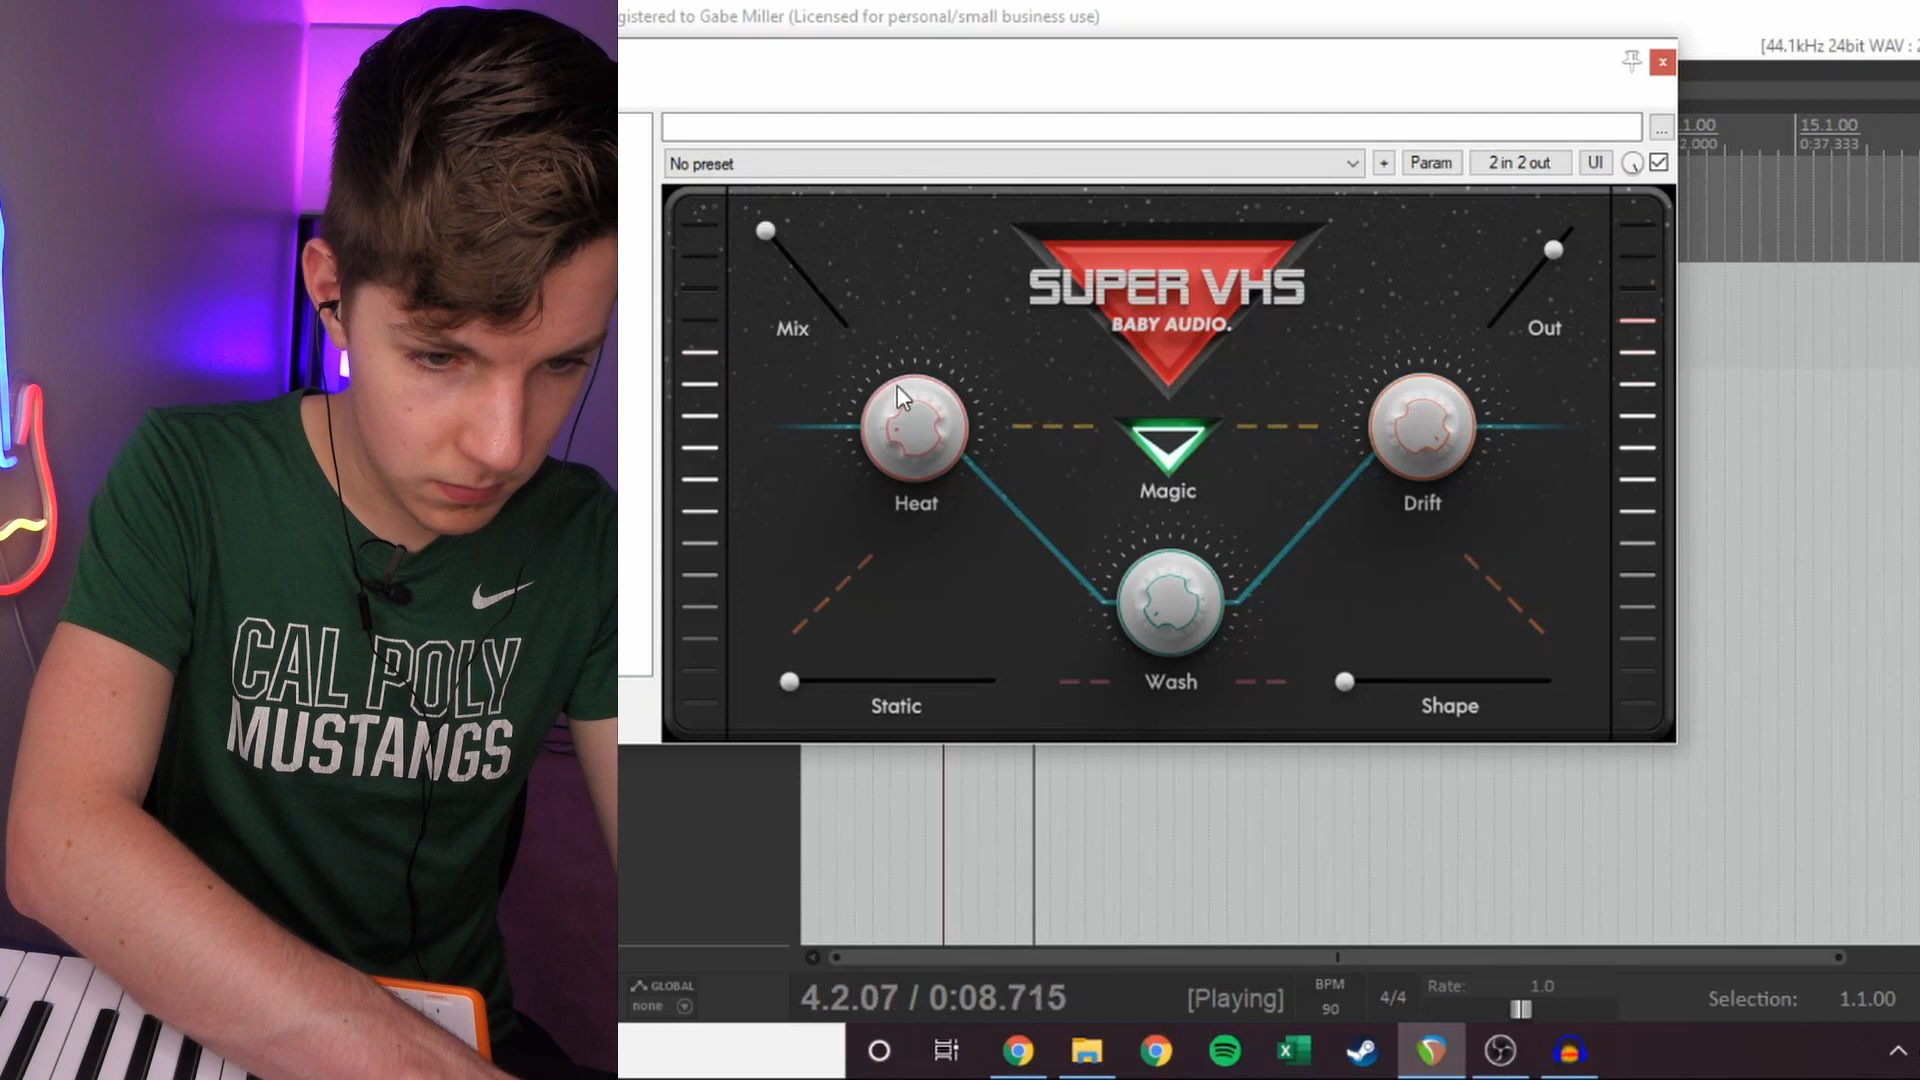 gistered to Gabe Miller (Licensed for personal/small business use)
[44.1kHz 24bit WAV : 2
x
...
1.00
2.000
15.1.00
0:37.333
No preset
+
Param
2 in 2 out
UI
Mix
SUPER VHS
BABY AUDIO.
Out
Heat
Magic
Drift
Wash
Static
Shape
CAL POLY
MUSTANGS
GLOBAL
none
4.2.07 / 0:08.715
[Playing]
BPM
90
4/4
Rate:
1.0
Selection:
1.1.00